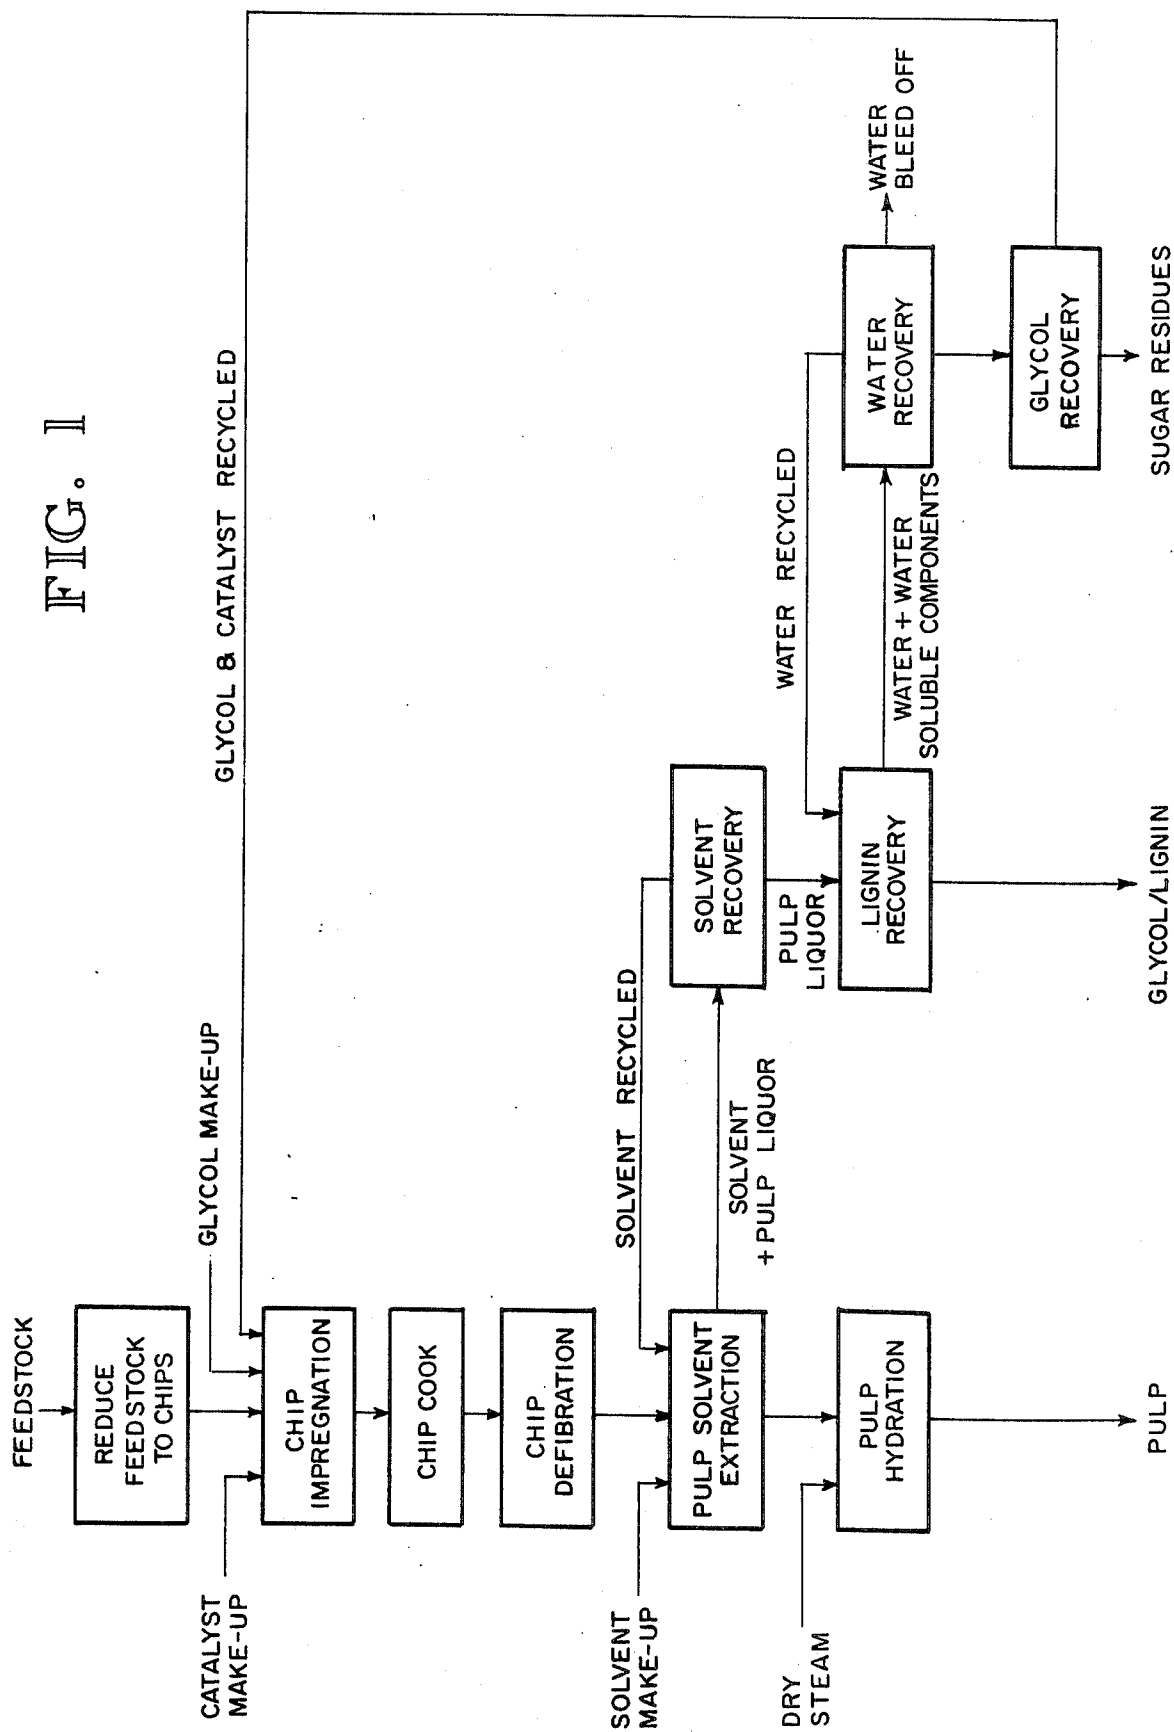 FIG. 1
GLYCOL & CATALYST RECYCLED
FEEDSTOCK
REDUCE
FEEDSTOCK
TO CHIPS
GLYCOL MAKE-UP
CATALYST
MAKE-UP
CHIP
IMPREGNATION
CHIP COOK
CHIP
DEFIBRATION
SOLVENT
MAKE-UP
SOLVENT RECYCLED
PULP SOLVENT
EXTRACTION
SOLVENT
+ PULP LIQUOR
SOLVENT
RECOVERY
PULP
LIQUOR
DRY
STEAM
PULP
HYDRATION
PULP
WATER RECYCLED
LIGNIN
RECOVERY
GLYCOL/LIGNIN
WATER + WATER
SOLUBLE COMPONENTS
WATER
RECOVERY
WATER
BLEED OFF
GLYCOL
RECOVERY
SUGAR RESIDUES